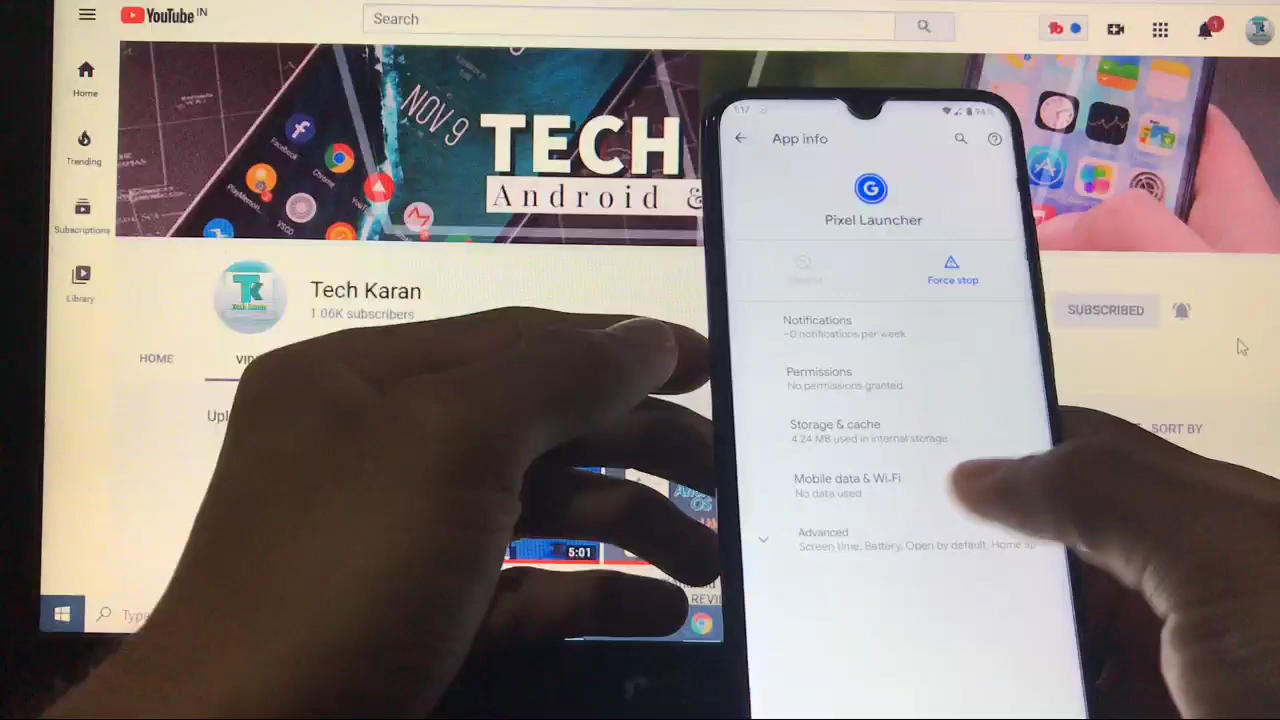 YouTube IN
Search
1
Home
Trending
Subscriptions
Library
NOV 9
Facebook
Chrome
VSCO
TECH
Android &
Tech Karan
1.06K subscribers
SUBSCRIBED
HOME
SORT BY
5:01
REVI
App info
Pixel Launcher
Force stop
Notifications
~0 notifications per week
Permissions
No permissions granted
Storage & cache
4.24 MB used in internal storage
Mobile data & Wi-Fi
No data used
Advanced
Screen time, Battery, Open by default, Home